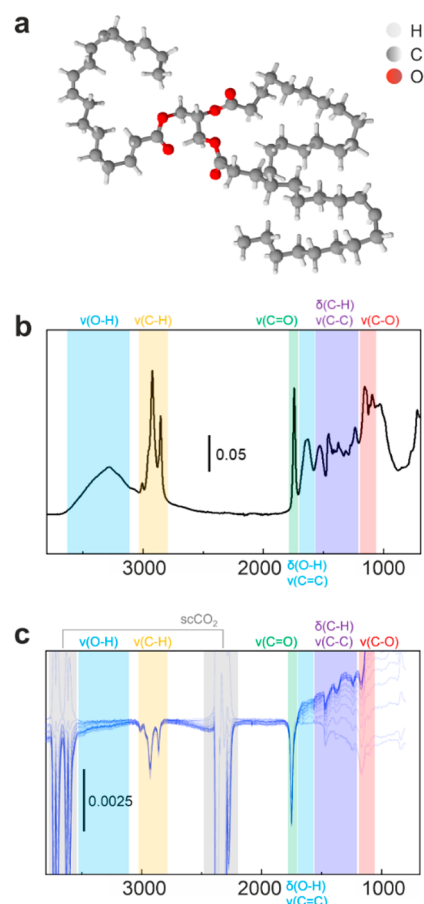 a
H
C
O
b
δ(C-H)
ν(O-H) ν(C-H) ν(C=O) ν(C-C) ν(C-O)
0.05
3000 2000 1000
δ(O-H)
ν(C=C)
c
scCO₂
δ(C-H)
ν(O-H) ν(C-H) ν(C=O) ν(C-C) ν(C-O)
0.0025
3000 2000 1000
δ(O-H)
ν(C=C)